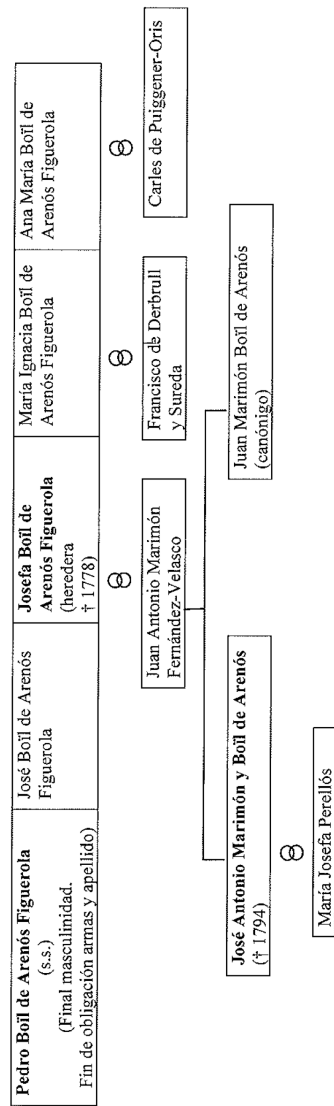 Pedro Boïl de Arenós Figuerola
(s.s.)
(Final masculinidad.
Fin de obligación armas y apellido)
José Boïl de Arenós
Figuerola
Josefa Boïl de
Arenós Figuerola
(heredera
† 1778)
María Ignacia Boïl de
Arenós Figuerola
Ana María Boïl de
Arenós Figuerola
Juan Antonio Marimón
Fernández-Velasco
Francisco de Derbrull
y Sureda
Carles de Puiggener-Oris
José Antonio Marimón y Boïl de Arenós
(† 1794)
Juan Marimón Boïl de Arenós
(canónigo)
María Josefa Perellós